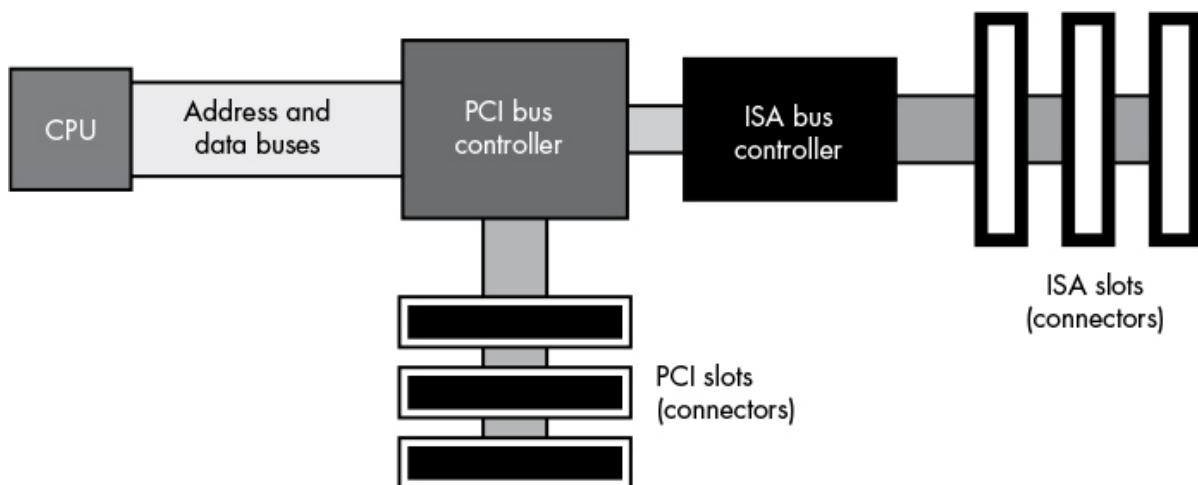 CPU
Address and
data buses
PCI bus
controller
ISA bus
controller
ISA slots
(connectors)
PCI slots
(connectors)